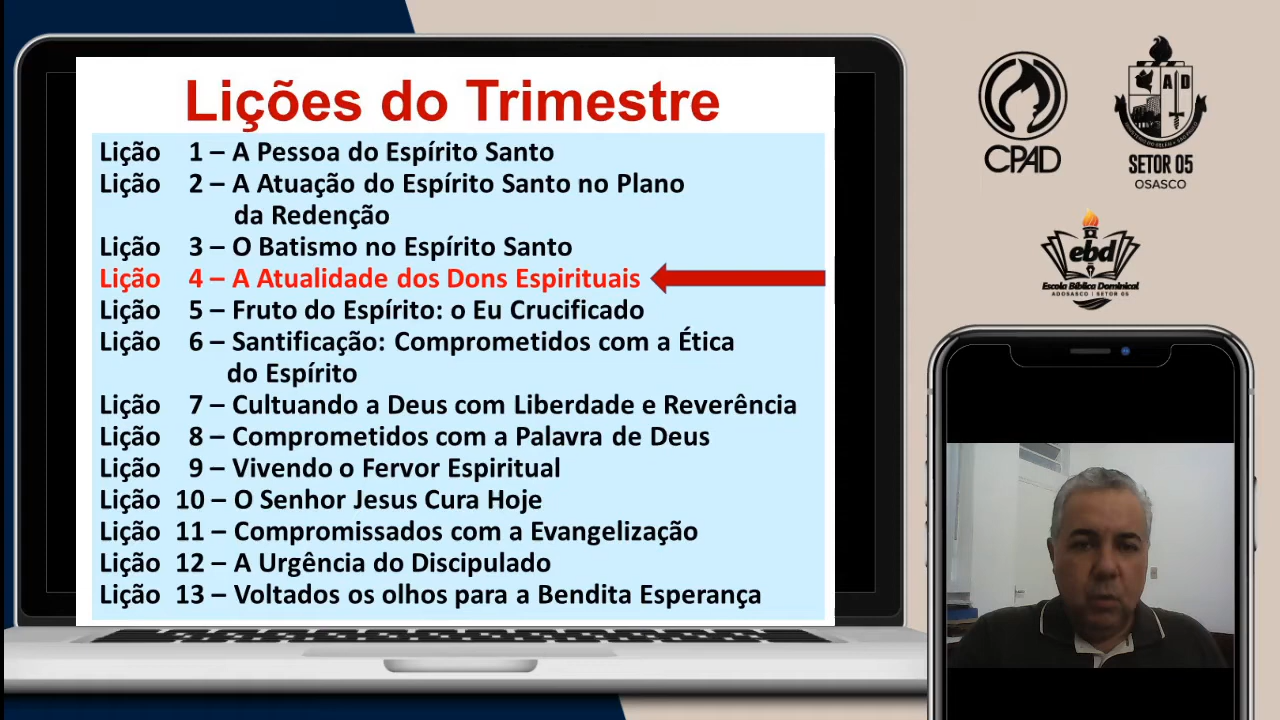 Lições do Trimestre
Lição 1 – A Pessoa do Espírito Santo
Lição 2 – A Atuação do Espírito Santo no Plano
da Redenção
Lição 3 – O Batismo no Espírito Santo
Lição 4 – A Atualidade dos Dons Espirituais
Lição 5 – Fruto do Espírito: o Eu Crucificado
Lição 6 – Santificação: Comprometidos com a Ética
do Espírito
Lição 7 – Cultuando a Deus com Liberdade e Reverência
Lição 8 – Comprometidos com a Palavra de Deus
Lição 9 – Vivendo o Fervor Espiritual
Lição 10 – O Senhor Jesus Cura Hoje
Lição 11 – Compromissados com a Evangelização
Lição 12 – A Urgência do Discipulado
Lição 13 – Voltados os olhos para a Bendita Esperança
CPAD
A D
SETOR 05
OSASCO
ebd
Escola Bíblica Dominical
ADOSASCO | SETOR 05